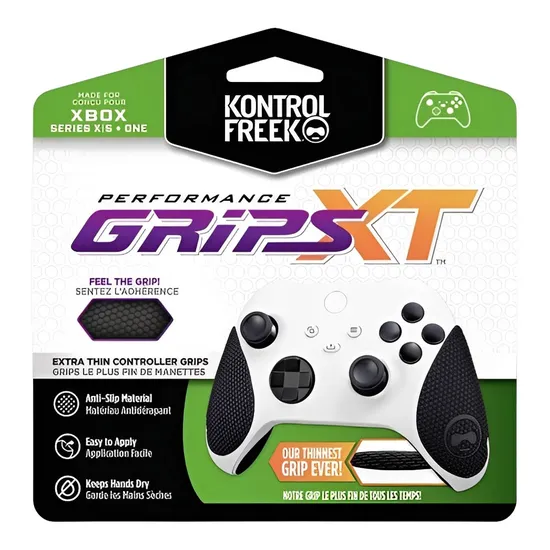 MADE FOR
CONÇU POUR
XBOX
SERIES X|S • ONE
KONTROL
FREEK
PERFORMANCE
GRIPS XT
TM
FEEL THE GRIP!
SENTEZ L'ADHÉRENCE
EXTRA THIN CONTROLLER GRIPS
GRIPS LE PLUS FIN DE MANETTES
Anti-Slip Material
Matériau Antidérapant
Easy to Apply
Application Facile
Keeps Hands Dry
Garde les Mains Sèches
OUR THINNEST
GRIP EVER!
NOTRE GRIP LE PLUS FIN DE TOUS LES TEMPS!